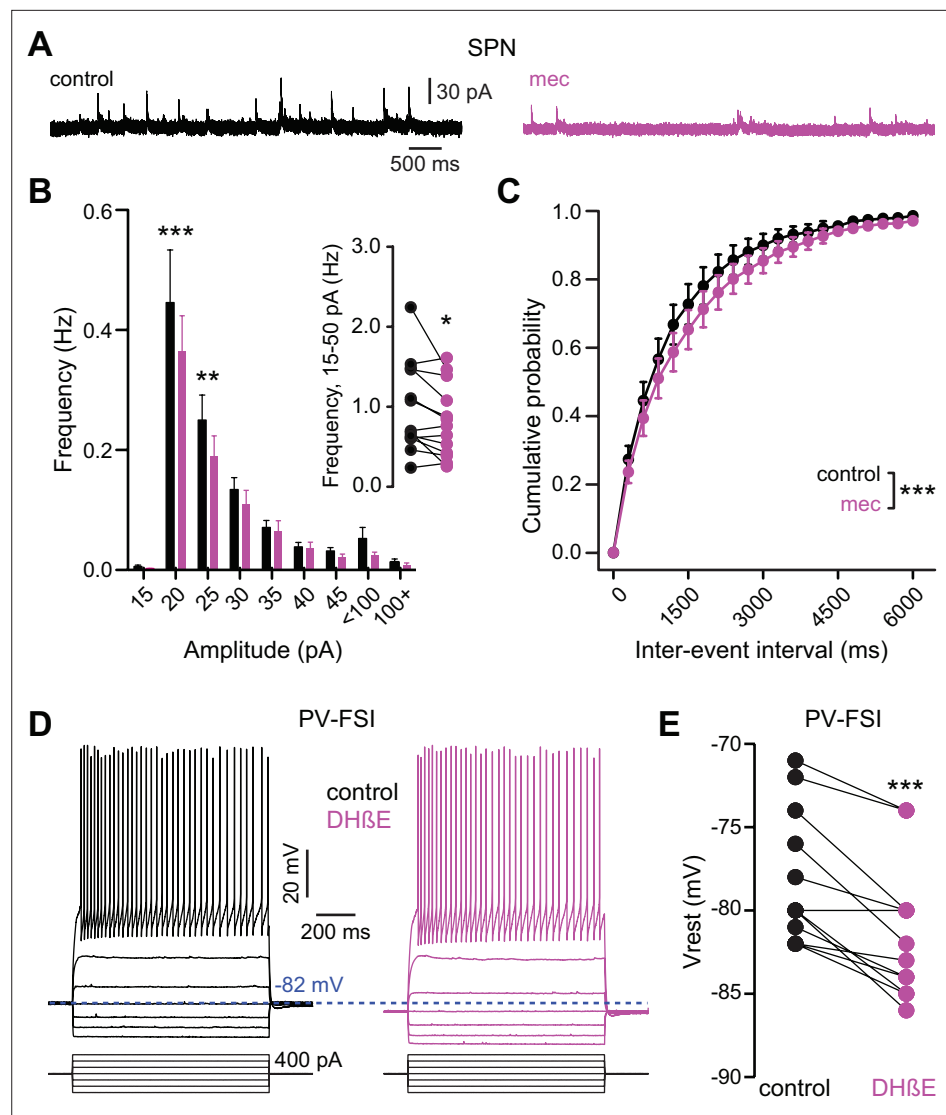 A
SPN
control
30 pA
500 ms
mec
B
Frequency (Hz)
0.6
0.4
0.2
0.0
***
**
15
20
25
30
35
40
45
<100
100+
Amplitude (pA)
Frequency, 15-50 pA (Hz)
3.0
2.0
1.0
0.0
*
C
Cumulative probability
1.0
0.8
0.6
0.4
0.2
0.0
control
mec
***
0
1500
3000
4500
6000
Inter-event interval (ms)
D
PV-FSI
control
DHßE
20 mV
200 ms
-82 mV
400 pA
E
PV-FSI
Vrest (mV)
-70
-75
-80
-85
-90
***
control
DHßE